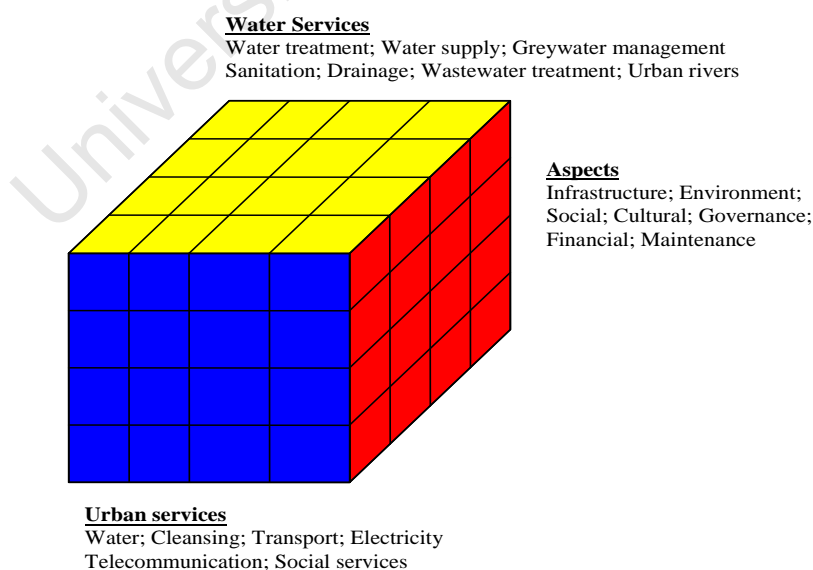 Water Services
Water treatment; Water supply; Greywater management
Sanitation; Drainage; Wastewater treatment; Urban rivers
Aspects
Infrastructure; Environment;
Social; Cultural; Governance;
Financial; Maintenance
Urban services
Water; Cleansing; Transport; Electricity
Telecommunication; Social services